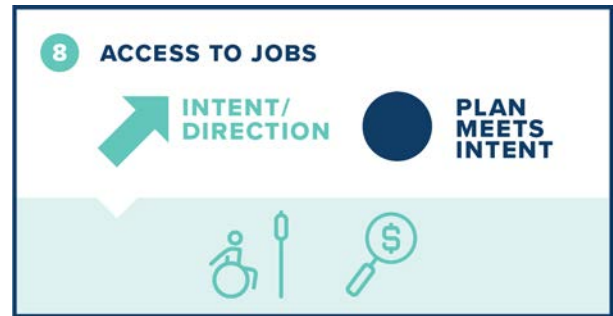 8 ACCESS TO JOBS
INTENT/
DIRECTION
PLAN
MEETS
INTENT
$